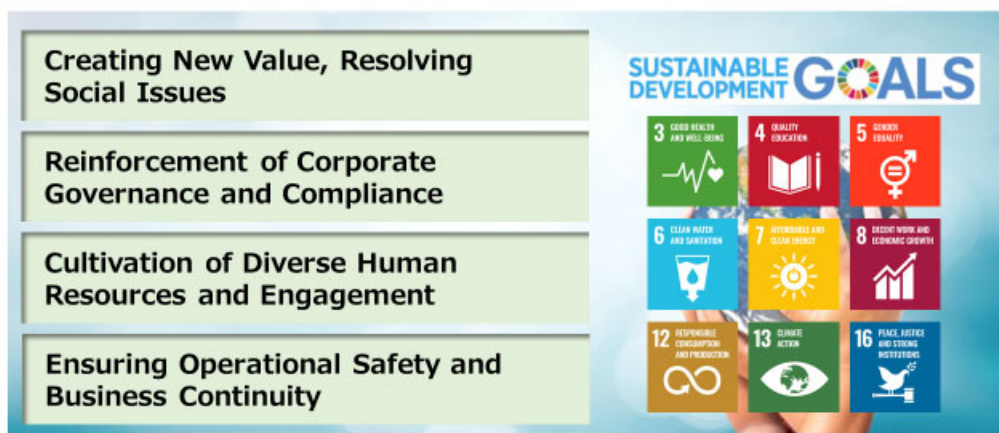 Creating New Value, Resolving
Social Issues
Reinforcement of Corporate
Governance and Compliance
Cultivation of Diverse Human
Resources and Engagement
Ensuring Operational Safety and
Business Continuity
SUSTAINABLE
DEVELOPMENT GOALS
3 GOOD HEALTH
AND WELL-BEING
4 QUALITY
EDUCATION
5 GENDER
EQUALITY
6 CLEAN WATER
AND SANITATION
7 AFFORDABLE AND
CLEAN ENERGY
8 DECENT WORK AND
ECONOMIC GROWTH
12 RESPONSIBLE
CONSUMPTION
AND PRODUCTION
13 CLIMATE
ACTION
16 PEACE, JUSTICE
AND STRONG
INSTITUTIONS